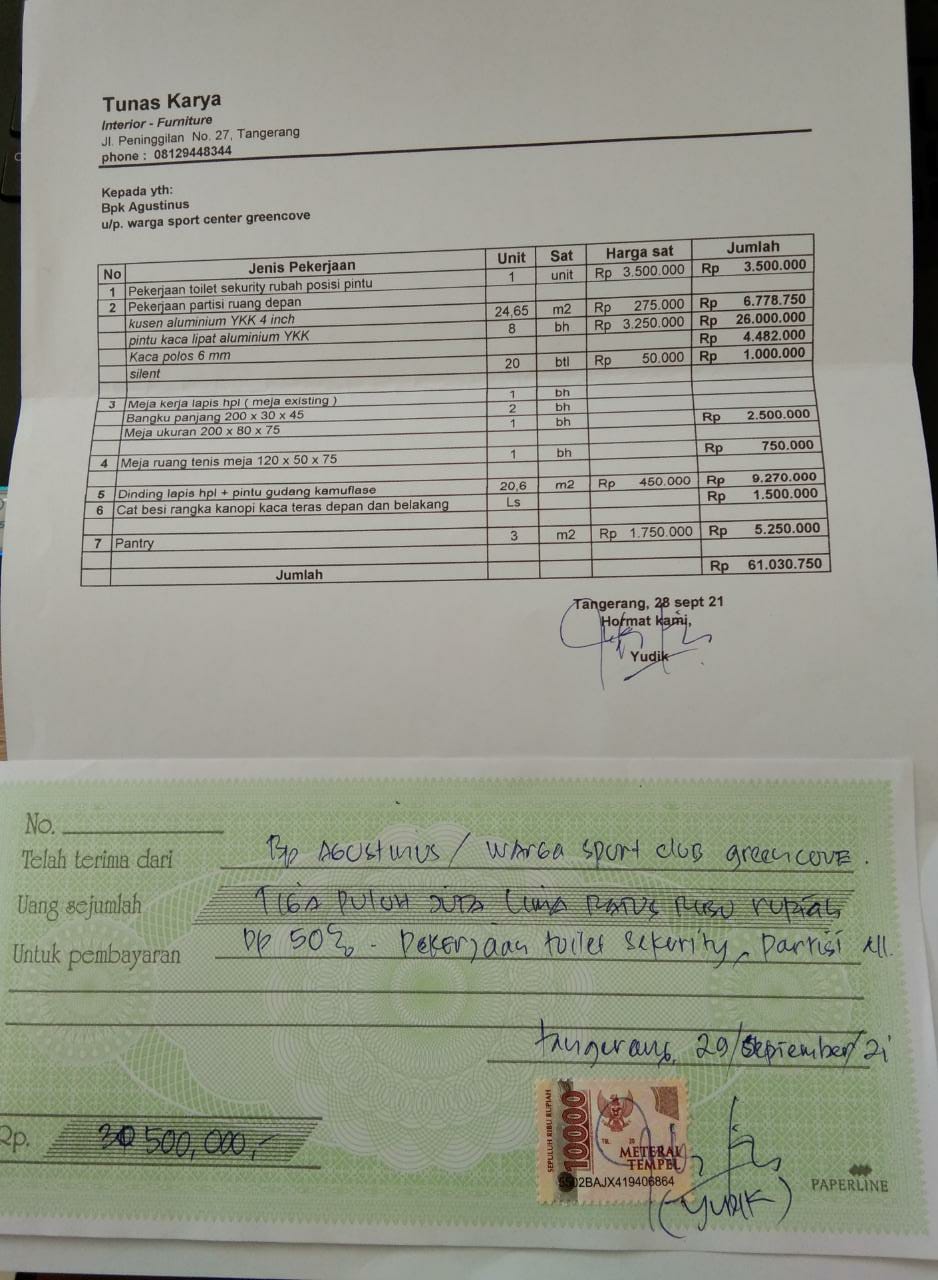 Tunas Karya
Interior - Furniture
Jl. Peninggilan No. 27, Tangerang
phone : 08129448344
Kepada yth:
Bpk Agustinus
u/p. warga sport center greencove
No Jenis Pekerjaan Unit Sat Harga sat Jumlah
1 Pekerjaan toilet sekurity rubah posisi pintu 1 unit Rp 3.500.000 Rp 3.500.000
2 Pekerjaan partisi ruang depan
kusen aluminium YKK 4 inch 24,65 m2 Rp 275.000 Rp 6.778.750
pintu kaca lipat aluminium YKK 8 bh Rp 3.250.000 Rp 26.000.000
Kaca polos 6 mm Rp 4.482.000
silent 20 btl Rp 50.000 Rp 1.000.000
3 Meja kerja lapis hpl ( meja existing ) 1 bh
Bangku panjang 200 x 30 x 45 2 bh
Meja ukuran 200 x 80 x 75 1 bh Rp 2.500.000
4 Meja ruang tenis meja 120 x 50 x 75 1 bh Rp 750.000
5 Dinding lapis hpl + pintu gudang kamuflase 20,6 m2 Rp 450.000 Rp 9.270.000
6 Cat besi rangka kanopi kaca teras depan dan belakang Ls Rp 1.500.000
7 Pantry 3 m2 Rp 1.750.000 Rp 5.250.000
Jumlah Rp 61.030.750
Tangerang, 28 sept 21
Hormat kami,
Yudik
No.
Telah terima dari Bp Agustinus / warga sport club greencove.
Uang sejumlah Tiga puluh juta lima ratus ribu rupiah
Untuk pembayaran Dp 50% - Pekerjaan toilet sekurity, Partisi All.
Tangerang, 29/September/21
Rp. 30 500,000,-
SEPULUH RIBU RUPIAH
10000
TGL. 20
METERAI
TEMPEL
5502BAJX419406864
(YUDIK)
PAPERLINE